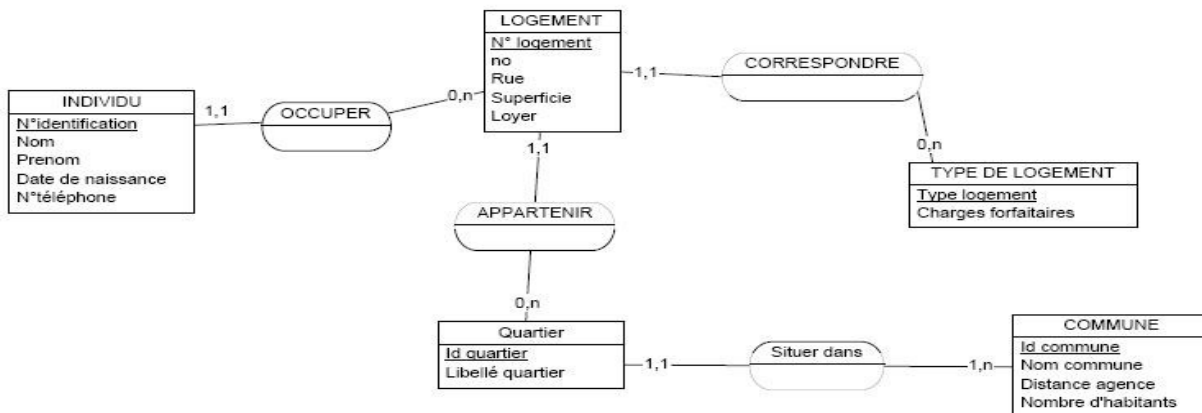 LOGEMENT
N° logement
no
Rue
Superficie
Loyer
CORRESPONDRE
1,1
INDIVIDU
N°identification
Nom
Prenom
Date de naissance
N°téléphone
1,1
OCCUPER
0,n
1,1
0,n
TYPE DE LOGEMENT
Type logement
Charges forfaitaires
APPARTENIR
0,n
Quartier
Id quartier
Libellé quartier
1,1
Situer dans
1,n
COMMUNE
Id commune
Nom commune
Distance agence
Nombre d'habitants